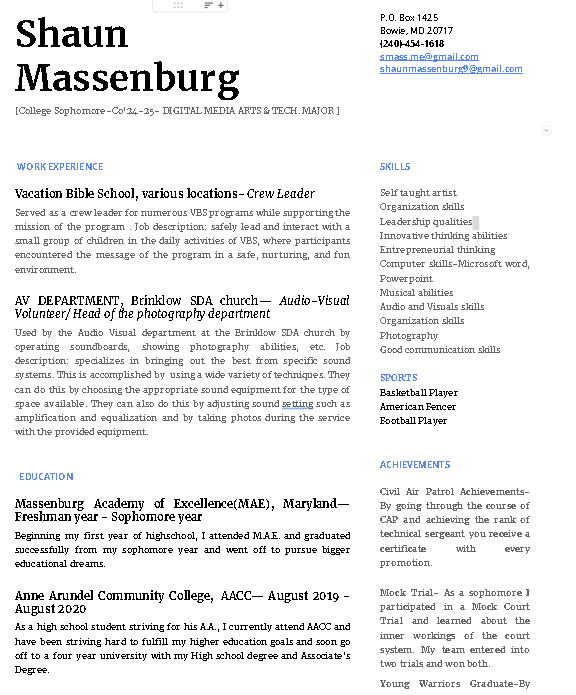 Shaun
Massenburg
[College Sophomore-Co'24-25- DIGITAL MEDIA ARTS & TECH. MAJOR ]
P.O. Box 1425
Bowie, MD 20717
(240)-454-1618
smass.me@gmail.com
shaunmassenburg9@gmail.com
WORK EXPERIENCE
Vacation Bible School, various locations- Crew Leader
Served as a crew leader for numerous VBS programs while supporting the
mission of the program . Job description: safely lead and interact with a
small group of children in the daily activities of VBS, where participants
encountered the message of the program in a safe, nurturing, and fun
environment.
AV DEPARTMENT, Brinklow SDA church— Audio-Visual
Volunteer/ Head of the photography department
Used by the Audio Visual department at the Brinklow SDA church by
operating soundboards, showing photography abilities, etc. Job
description: specializes in bringing out the best from specific sound
systems. This is accomplished by using a wide variety of techniques. They
can do this by choosing the appropriate sound equipment for the type of
space available. They can also do this by adjusting sound setting such as
amplification and equalization and by taking photos during the service
with the provided equipment.
EDUCATION
Massenburg Academy of Excellence(MAE), Maryland—
Freshman year - Sophomore year
Beginning my first year of highschool, I attended M.A.E. and graduated
successfully from my sophomore year and went off to pursue bigger
educational dreams.
Anne Arundel Community College, AACC— August 2019 -
August 2020
As a high school student striving for his A.A., I currently attend AACC and
have been striving hard to fulfill my higher education goals and soon go
off to a four year university with my High school degree and Associate's
Degree.
SKILLS
Self taught artist
Organization skills
Leadership qualities
Innovative thinking abilities
Entrepreneurial thinking
Computer skills-Microsoft word,
Powerpoint
Musical abilities
Audio and Visuals skills
Organization skills
Photography
Good communication skills
SPORTS
Basketball Player
American Fencer
Football Player
ACHIEVEMENTS
Civil Air Patrol Achievements-
By going through the course of
CAP and achieving the rank of
technical sergeant you receive a
certificate with every
promotion.
Mock Trial- As a sophomore I
participated in a Mock Court
Trial and learned about the
inner workings of the court
system. My team entered into
two trials and won both.
Young Warriors Graduate-By